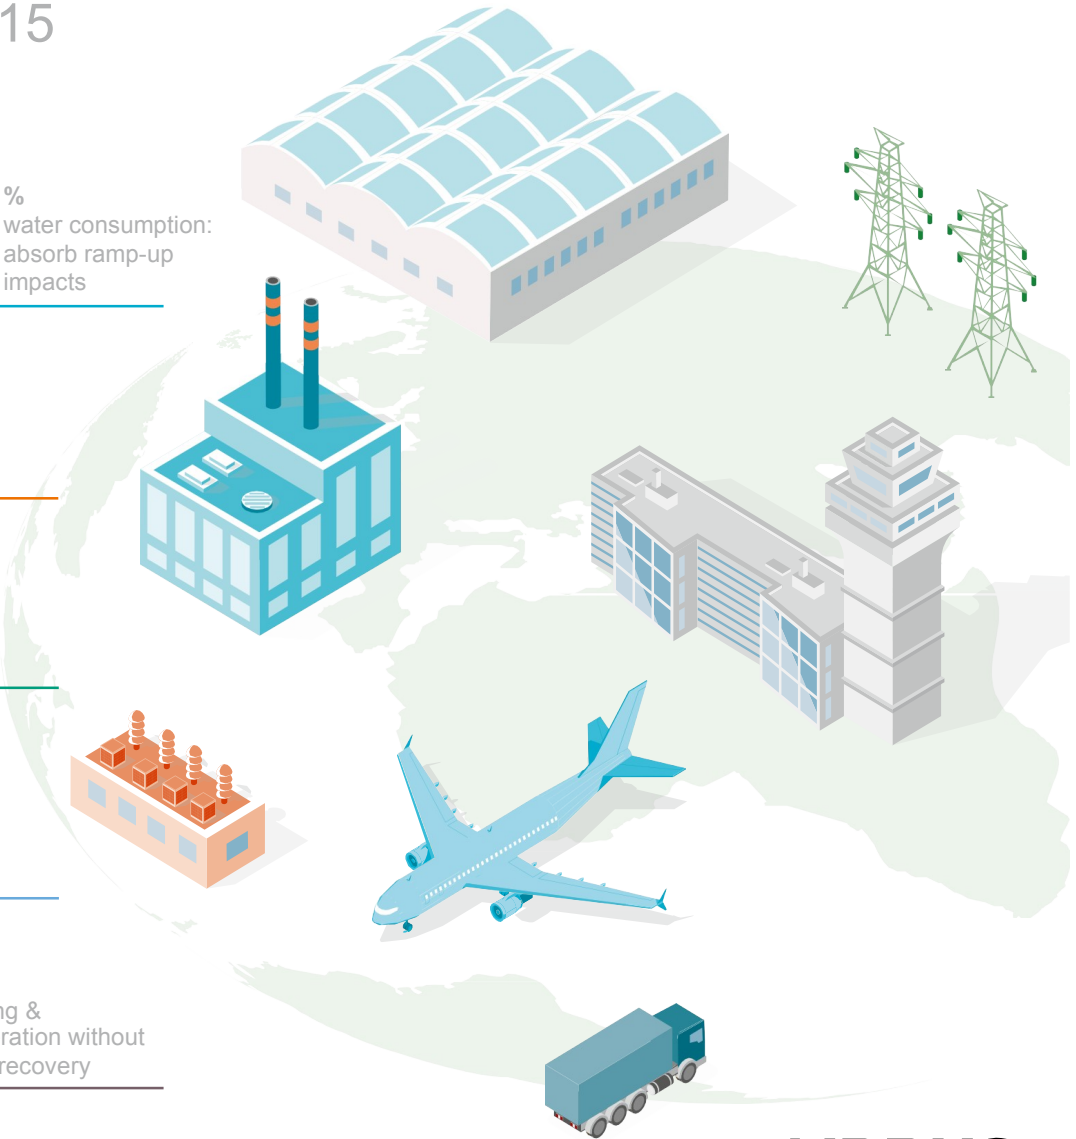 15
%
water consumption:
absorb ramp-up
impacts
ng &
ration without
recovery